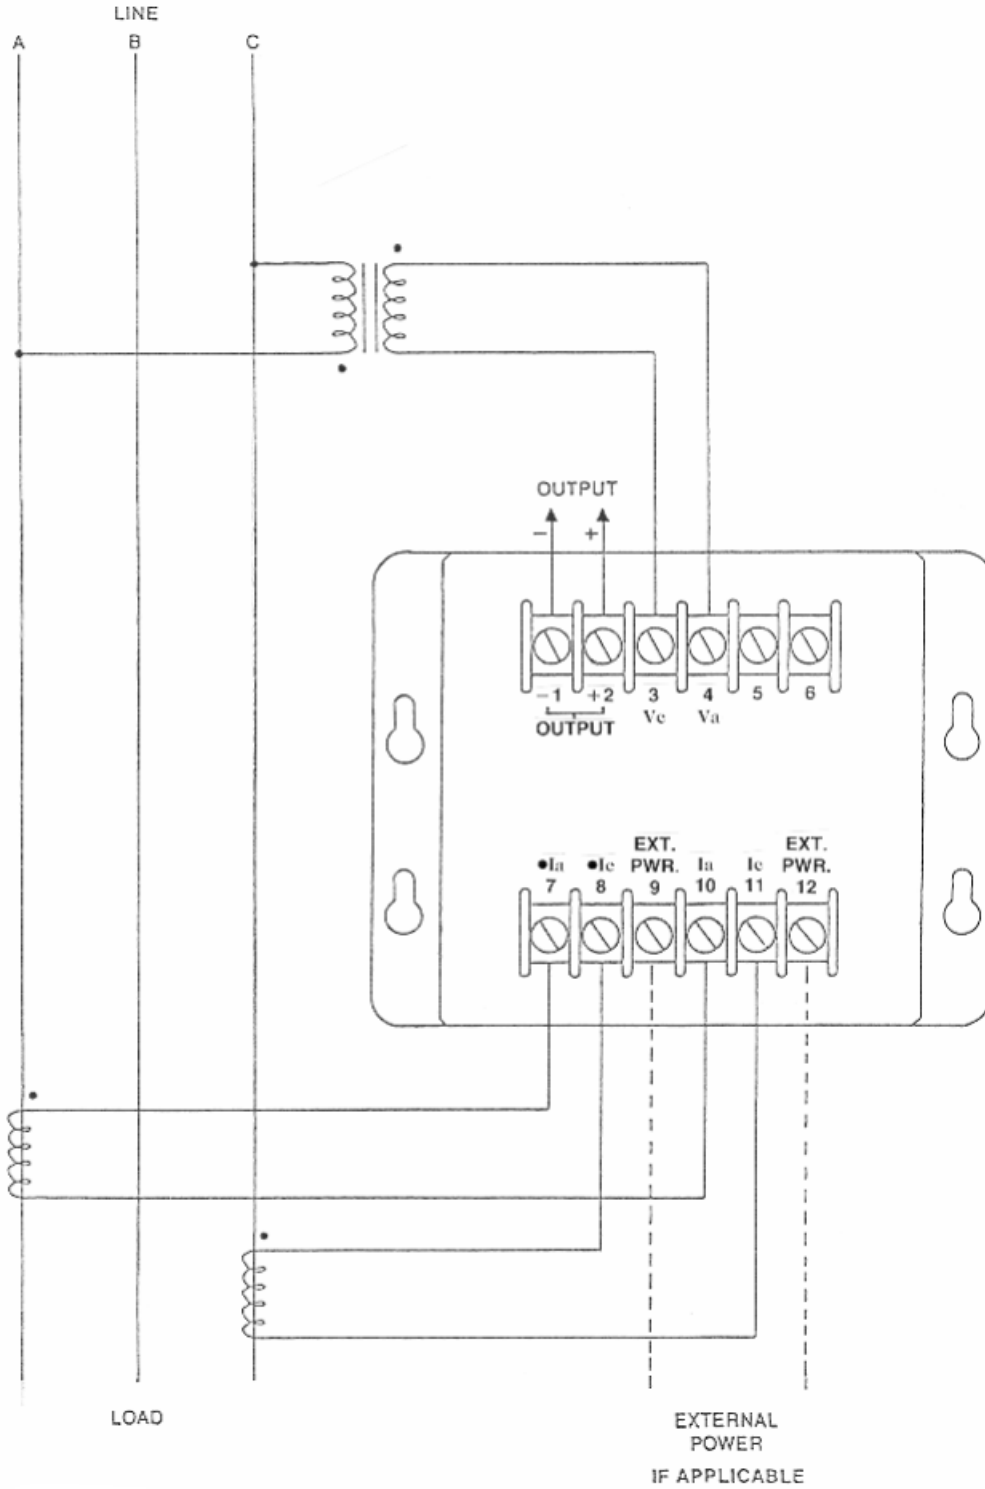 LINE
A B C
OUTPUT
− +
−1 +2 3 4 5 6
Vc Va
OUTPUT
EXT. EXT.
•Ia •Ic PWR. Ia Ic PWR.
7 8 9 10 11 12
LOAD
EXTERNAL
POWER
IF APPLICABLE